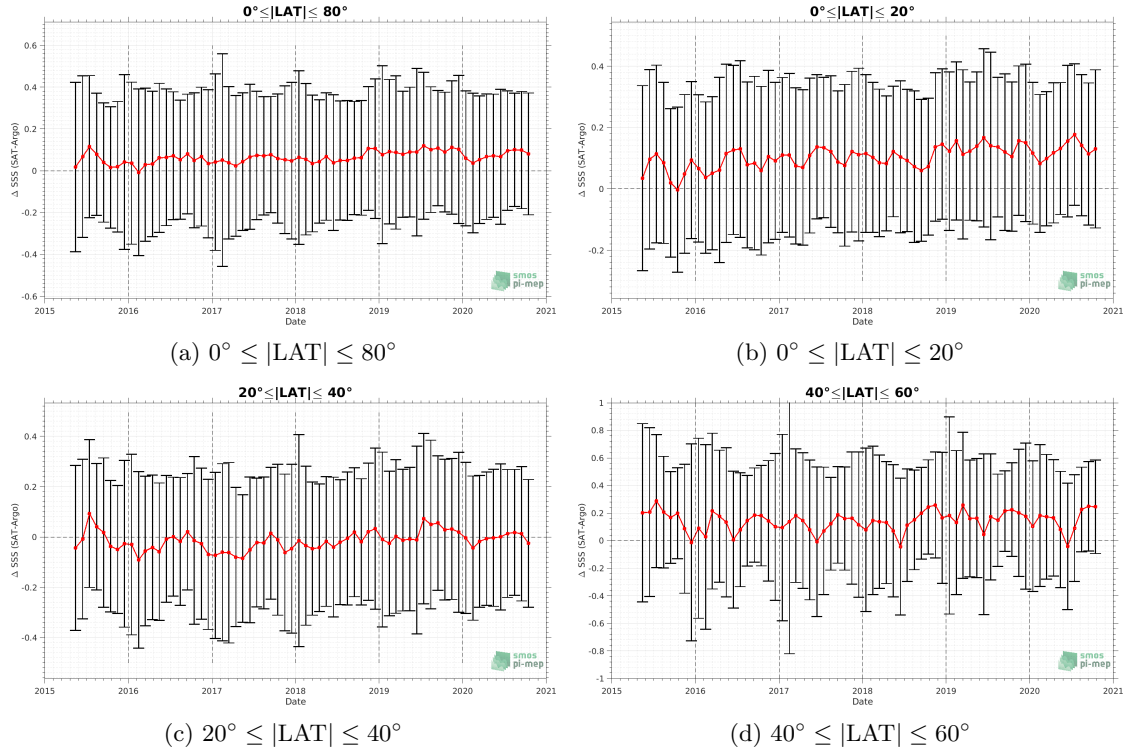 0°≤|LAT|≤ 80°
Δ SSS (SAT-Argo)
0.6
0.4
0.2
0
-0.2
-0.4
-0.6
2015 2016 2017 2018 2019 2020 2021
Date
smos
pi-mep
(a) 0° ≤ |LAT| ≤ 80°
0°≤|LAT|≤ 20°
Δ SSS (SAT-Argo)
0.4
0.2
0
-0.2
2015 2016 2017 2018 2019 2020 2021
Date
smos
pi-mep
(b) 0° ≤ |LAT| ≤ 20°
20°≤|LAT|≤ 40°
Δ SSS (SAT-Argo)
0.4
0.2
0
-0.2
-0.4
2015 2016 2017 2018 2019 2020 2021
Date
smos
pi-mep
(c) 20° ≤ |LAT| ≤ 40°
40°≤|LAT|≤ 60°
Δ SSS (SAT-Argo)
1
0.8
0.6
0.4
0.2
0
-0.2
-0.4
-0.6
-0.8
-1
2015 2016 2017 2018 2019 2020 2021
Date
smos
pi-mep
(d) 40° ≤ |LAT| ≤ 60°